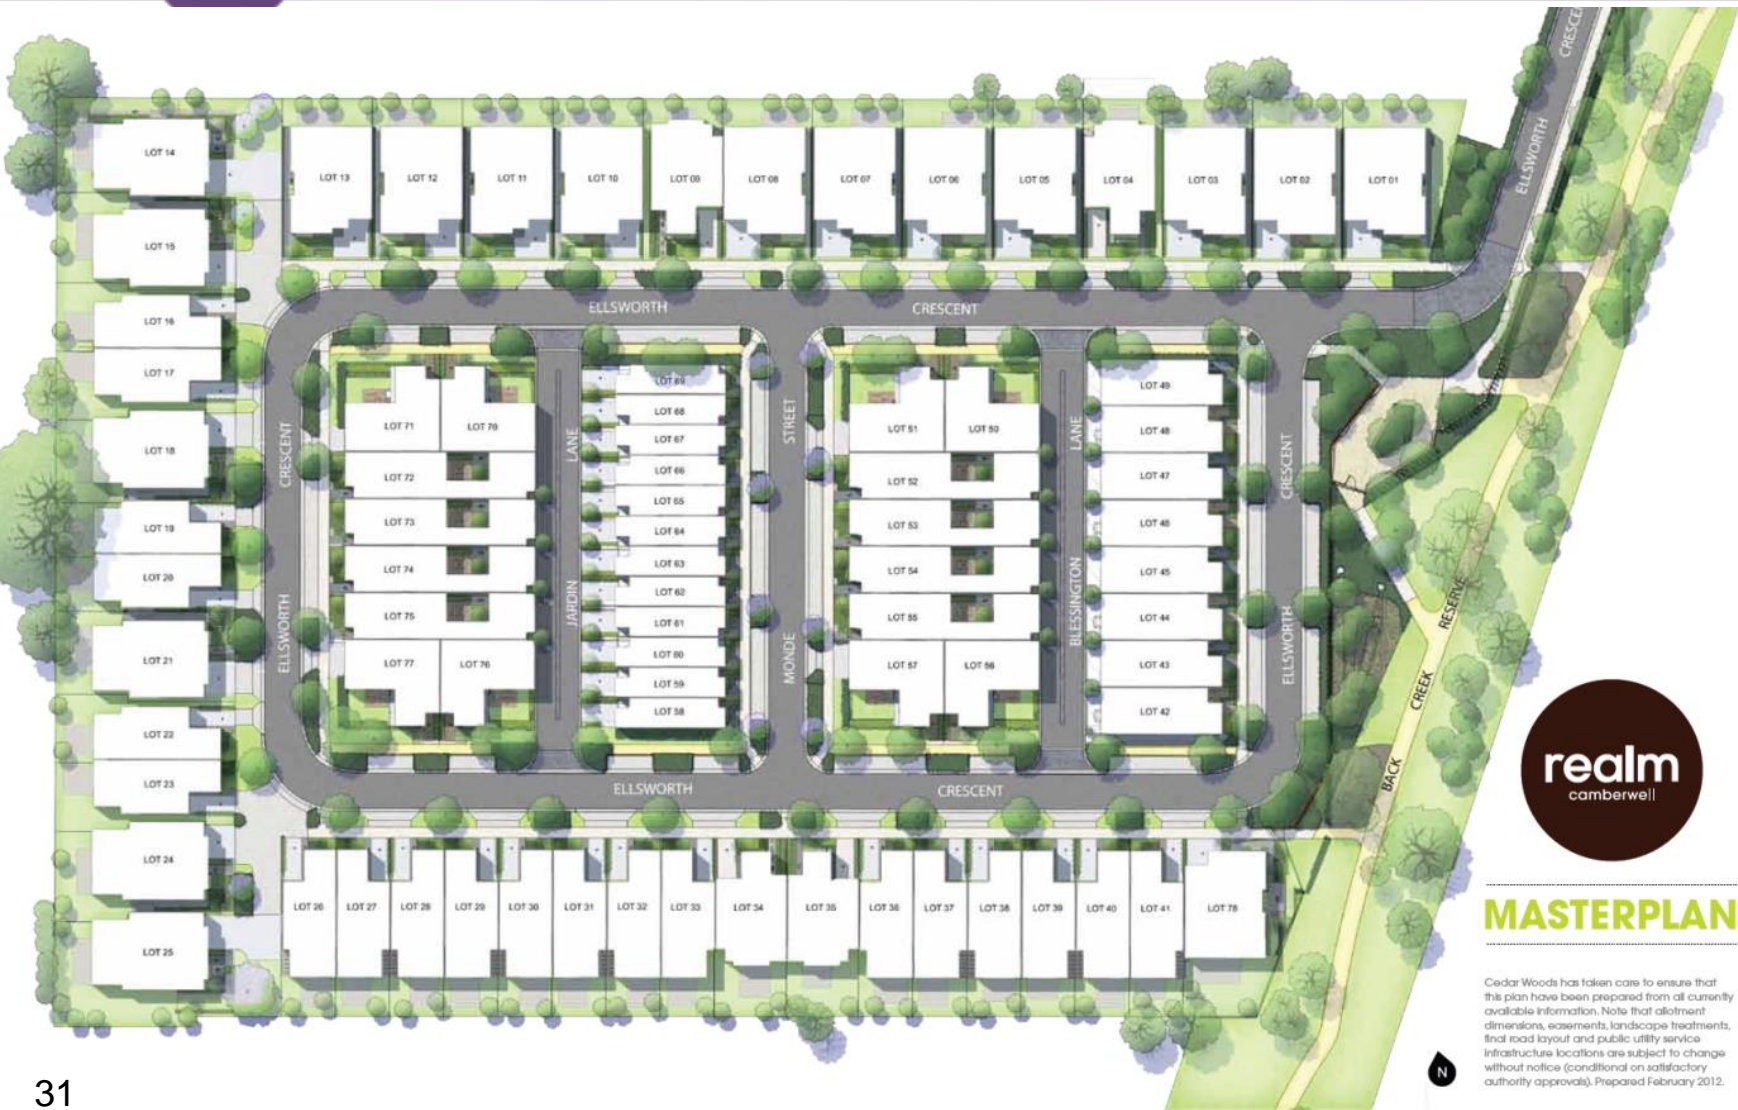 CRESCE
ELLSWORTH
LOT 14
LOT 13
LOT 12
LOT 11
LOT 10
LOT 09
LOT 08
LOT 07
LOT 06
LOT 05
LOT 04
LOT 03
LOT 02
LOT 01
LOT 15
LOT 16
LOT 17
LOT 18
LOT 19
LOT 20
LOT 21
LOT 22
LOT 23
LOT 24
LOT 25
ELLSWORTH
CRESCENT
CRESCENT
ELLSWORTH
LOT 71
LOT 70
LOT 72
LOT 73
LOT 74
LOT 75
LOT 77
LOT 76
JARDIN
LANE
LOT 69
LOT 68
LOT 67
LOT 66
LOT 65
LOT 64
LOT 63
LOT 62
LOT 61
LOT 60
LOT 59
LOT 58
MONDE
STREET
LOT 51
LOT 50
LOT 52
LOT 53
LOT 54
LOT 55
LOT 57
LOT 56
BLESSINGTON
LANE
LOT 49
LOT 48
LOT 47
LOT 46
LOT 45
LOT 44
LOT 43
LOT 42
ELLSWORTH
CRESCENT
BACK
CREEK
RESERVE
ELLSWORTH
CRESCENT
LOT 26
LOT 27
LOT 28
LOT 29
LOT 30
LOT 31
LOT 32
LOT 33
LOT 34
LOT 35
LOT 36
LOT 37
LOT 38
LOT 39
LOT 40
LOT 41
LOT 78
realm
camberwell
MASTERPLAN
Cedar Woods has taken care to ensure that
this plan have been prepared from all currently
available information. Note that allotment
dimensions, easements, landscape treatments,
final road layout and public utility service
infrastructure locations are subject to change
without notice (conditional on satisfactory
authority approvals). Prepared February 2012.
N
31